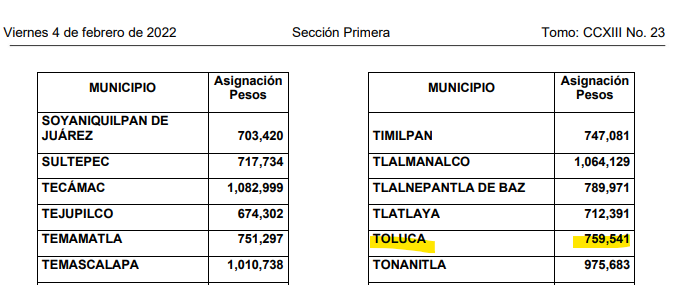 Viernes 4 de febrero de 2022 Sección Primera Tomo: CCXIII No. 23
MUNICIPIO Asignación
Pesos
SOYANIQUILPAN DE
JUÁREZ 703,420
SULTEPEC 717,734
TECÁMAC 1,082,999
TEJUPILCO 674,302
TEMAMATLA 751,297
TEMASCALAPA 1,010,738
MUNICIPIO Asignación
Pesos
TIMILPAN 747,081
TLALMANALCO 1,064,129
TLALNEPANTLA DE BAZ 789,971
TLATLAYA 712,391
TOLUCA 759,541
TONANITLA 975,683